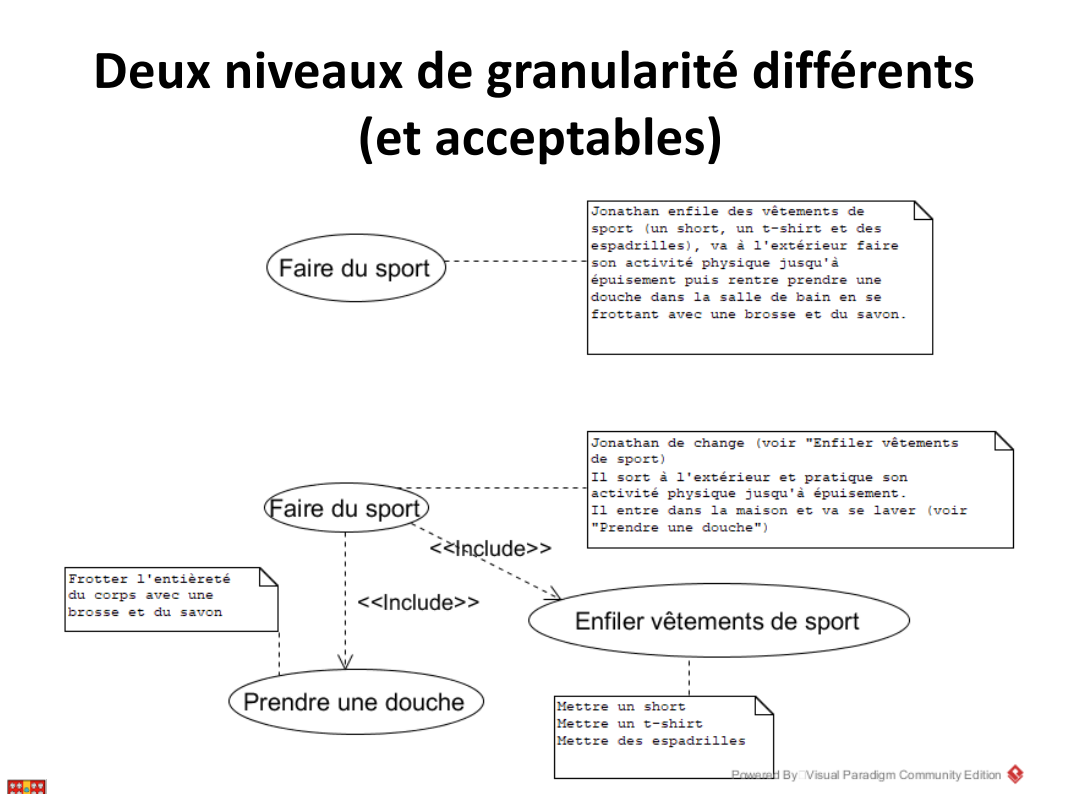 Deux niveaux de granularité différents
(et acceptables)
Faire du sport
Jonathan enfile des vêtements de
sport (un short, un t-shirt et des
espadrilles), va à l'extérieur faire
son activité physique jusqu'à
épuisement puis rentre prendre une
douche dans la salle de bain en se
frottant avec une brosse et du savon.
Jonathan de change (voir "Enfiler vêtements
de sport)
Il sort à l'extérieur et pratique son
activité physique jusqu'à épuisement.
Il entre dans la maison et va se laver (voir
"Prendre une douche")
Faire du sport
<<Include>>
Frotter l'entièreté
du corps avec une
brosse et du savon
<<Include>>
Enfiler vêtements de sport
Prendre une douche
Mettre un short
Mettre un t-shirt
Mettre des espadrilles
Powered By Visual Paradigm Community Edition